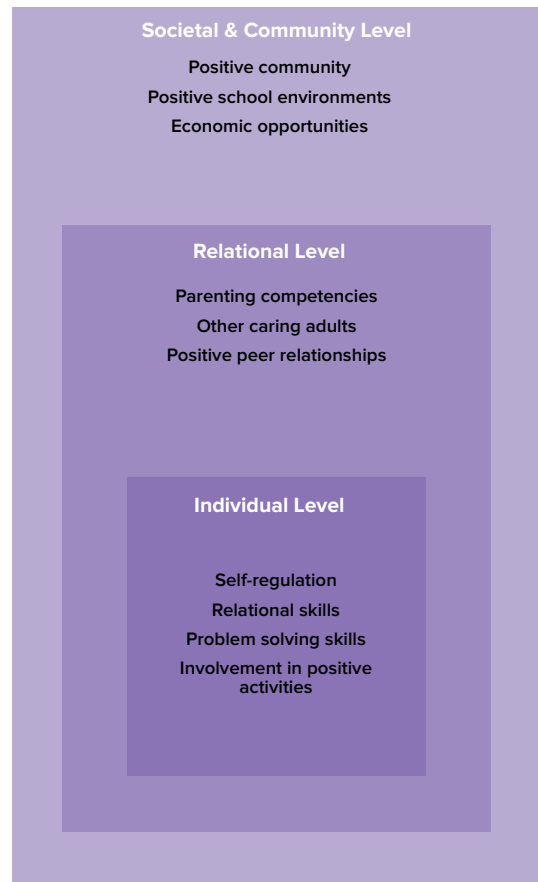 Societal & Community Level
Positive community
Positive school environments
Economic opportunities
Relational Level
Parenting competencies
Other caring adults
Positive peer relationships
Individual Level
Self-regulation
Relational skills
Problem solving skills
Involvement in positive
activities